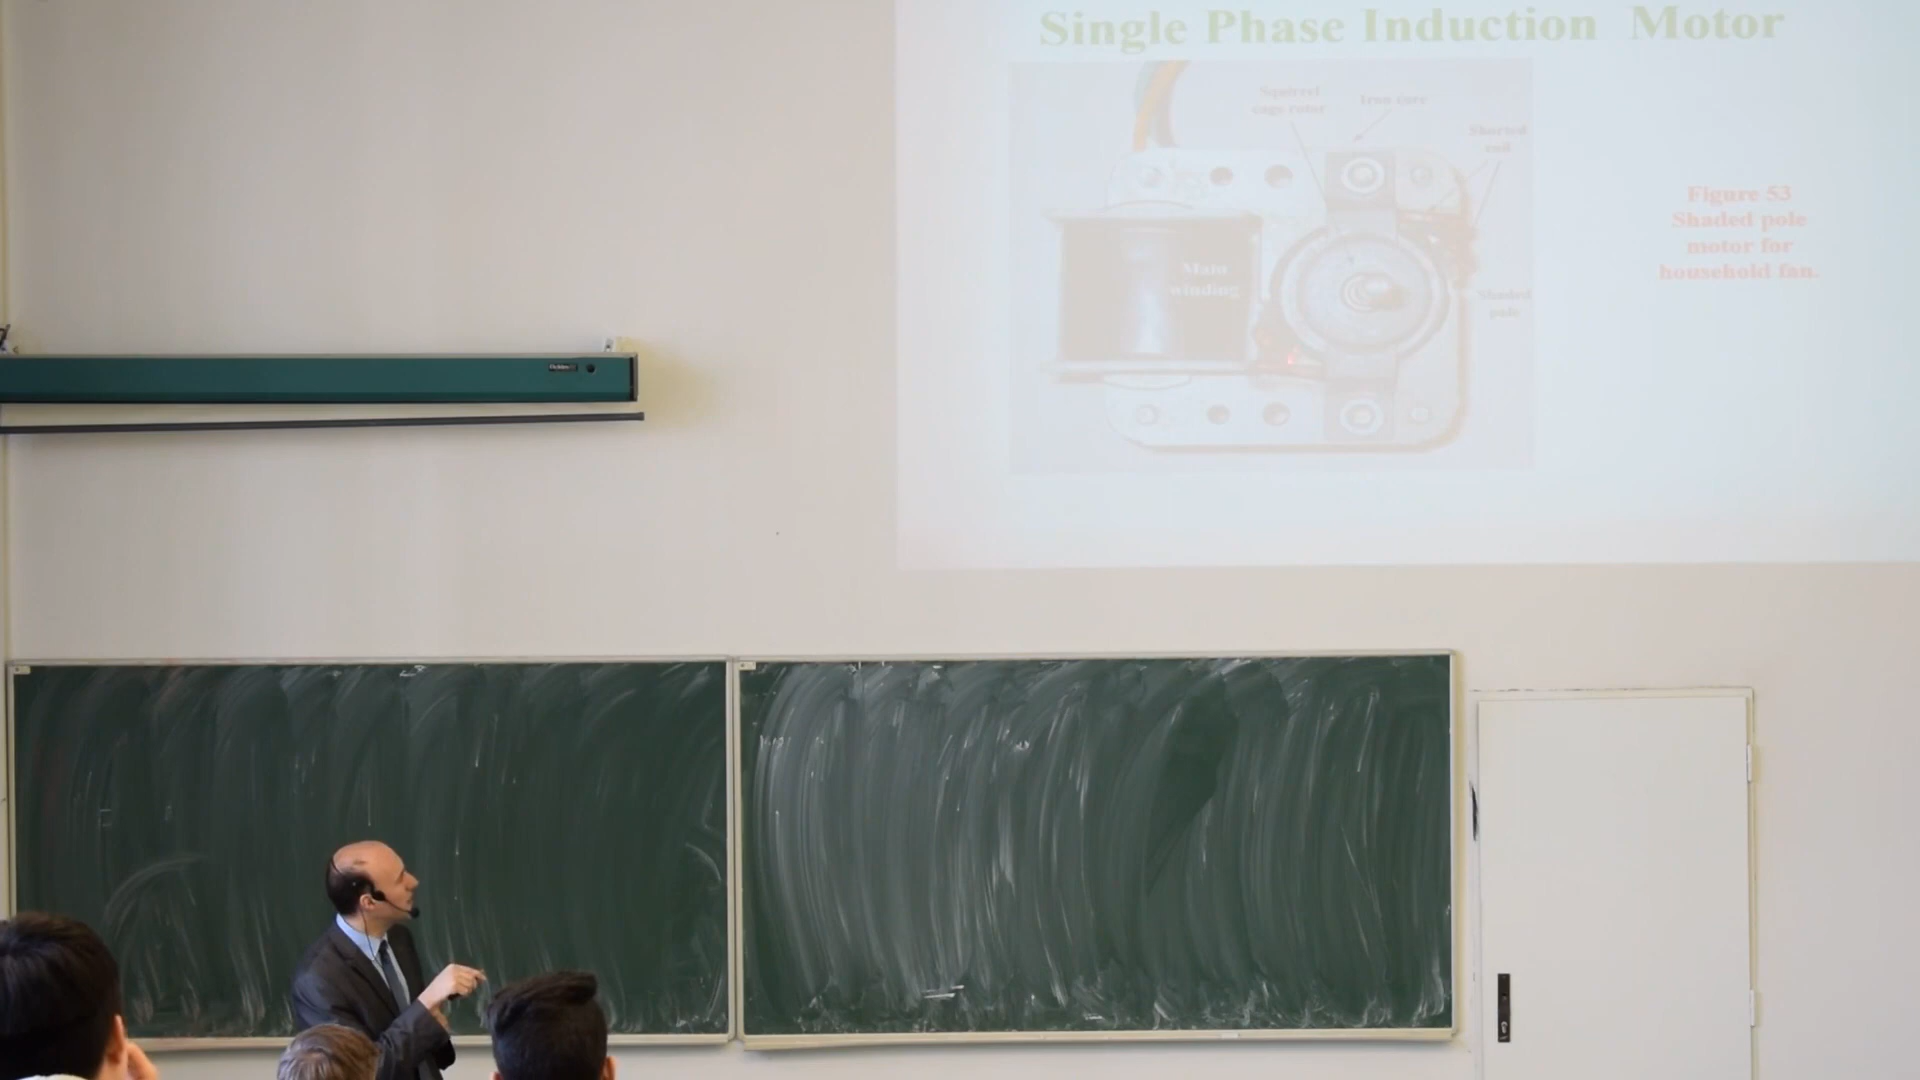 Single Phase Induction Motor
Squirrel
cage rotor
Iron core
Shorted
coil
Main
winding
Shaded
pole
Figure 53
Shaded pole
motor for
household fan.